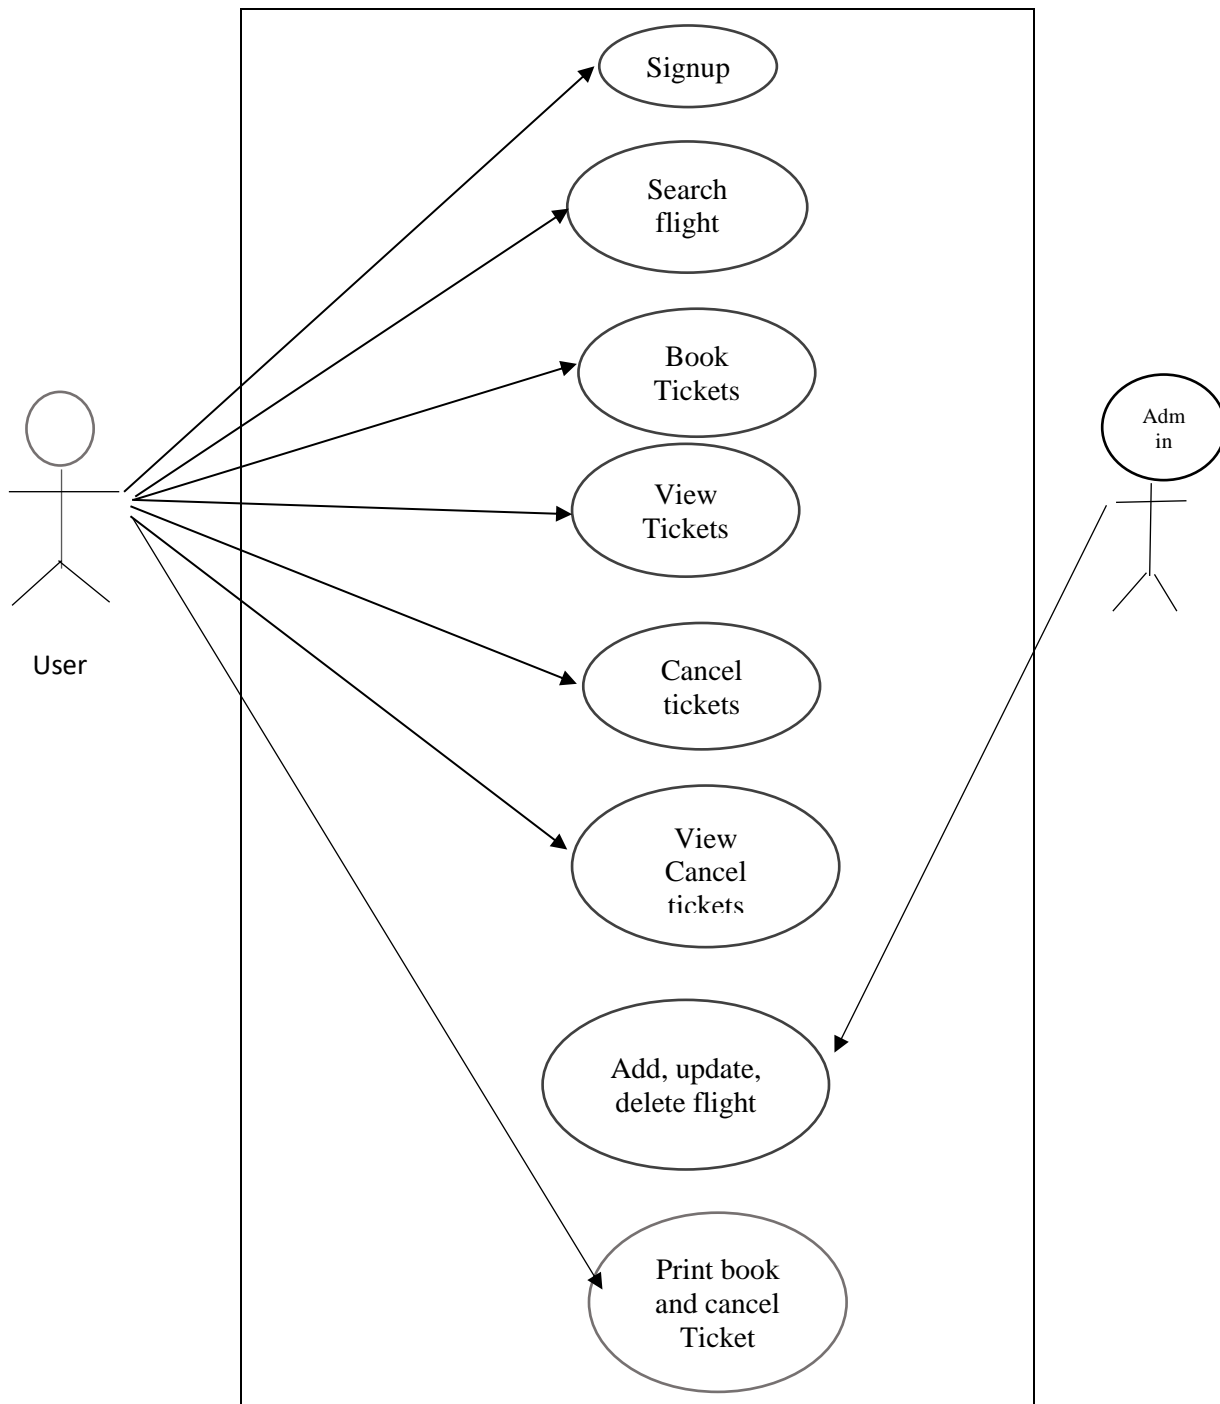 Signup
Search
flight
Book
Tickets
Adm
in
View
Tickets
User
Cancel
tickets
View
Cancel
tickets
Add, update,
delete flight
Print book
and cancel
Ticket